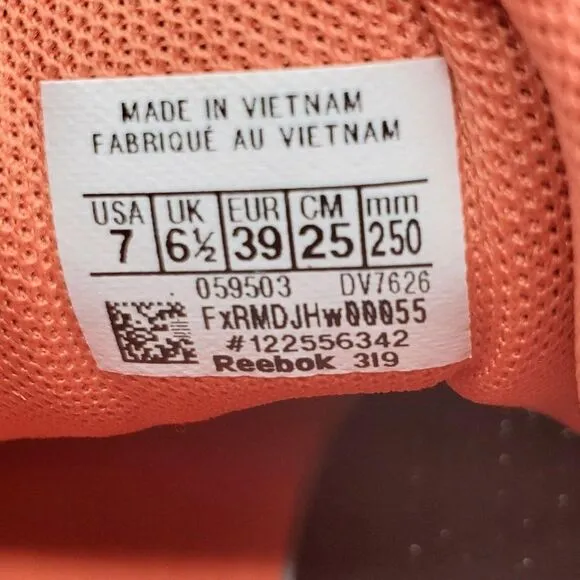 MADE IN VIETNAM
FABRIQUÉ AU VIETNAM
USA UK EUR CM mm
7 6½ 39 25 250
059503 DV7626
FxRMDJHw00055
#122556342
Reebok 319